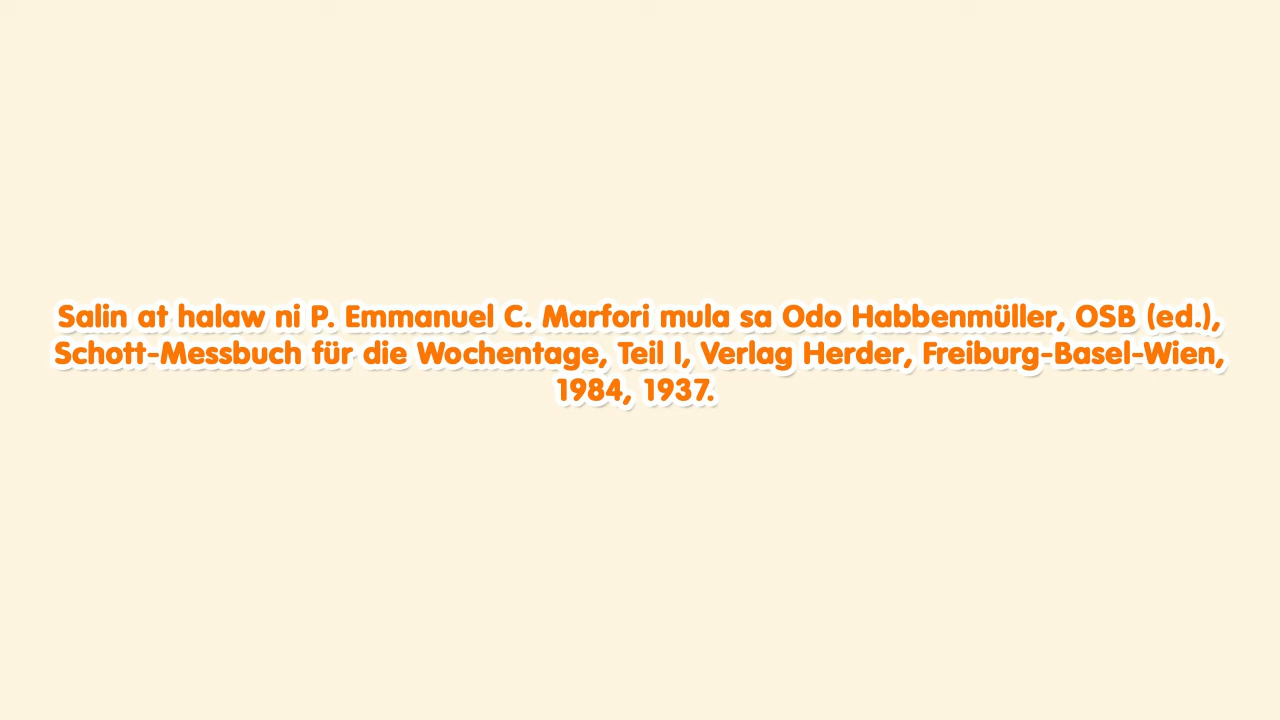 Salin at halaw ni P. Emmanuel C. Marfori mula sa Odo Habbenmüller, OSB (ed.),
Schott-Messbuch für die Wochentage, Teil I, Verlag Herder, Freiburg-Basel-Wien,
1984, 1937.